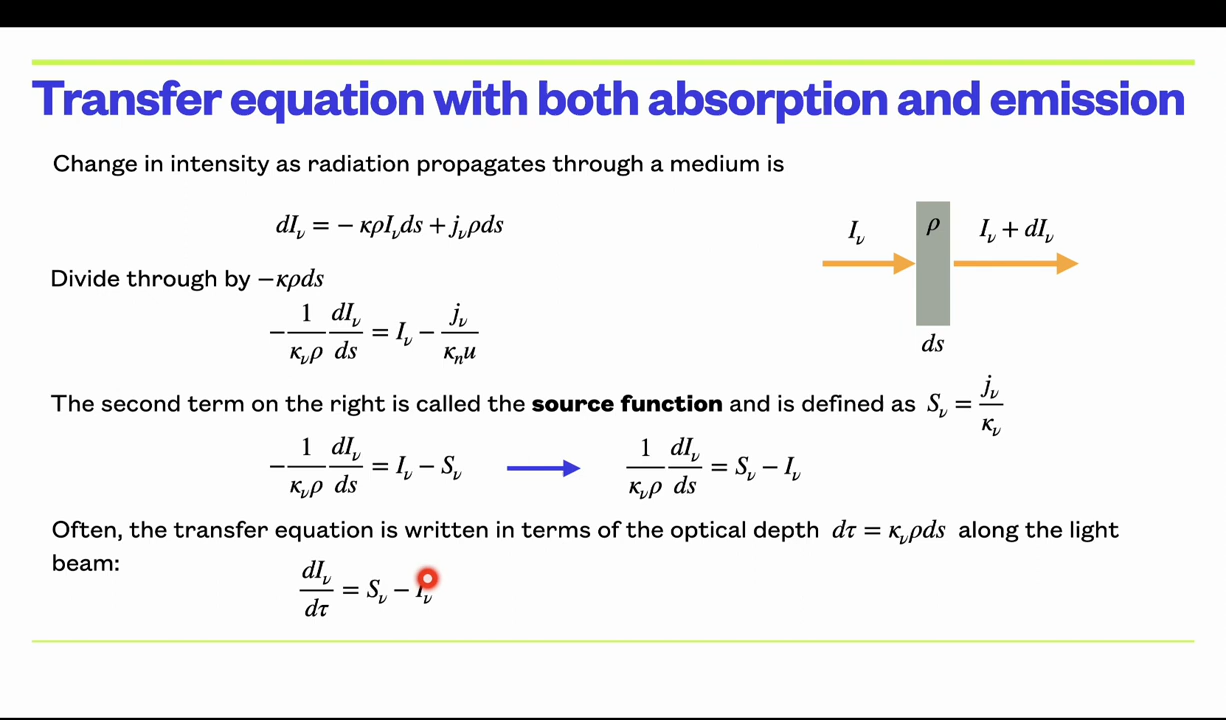 Transfer equation with both absorption and emission
Change in intensity as radiation propagates through a medium is
dIν = − κρIνds + jνρds
Iν
ρ
Iν + dIν
ds
Divide through by −κρds
−1/(κνρ) dIν/ds = Iν − jν/(κnu)
The second term on the right is called the source function and is defined as Sν = jν/κν
−1/(κνρ) dIν/ds = Iν − Sν
1/(κνρ) dIν/ds = Sν − Iν
Often, the transfer equation is written in terms of the optical depth dτ = κνρds along the light
beam:
dIν/dτ = Sν − Iν